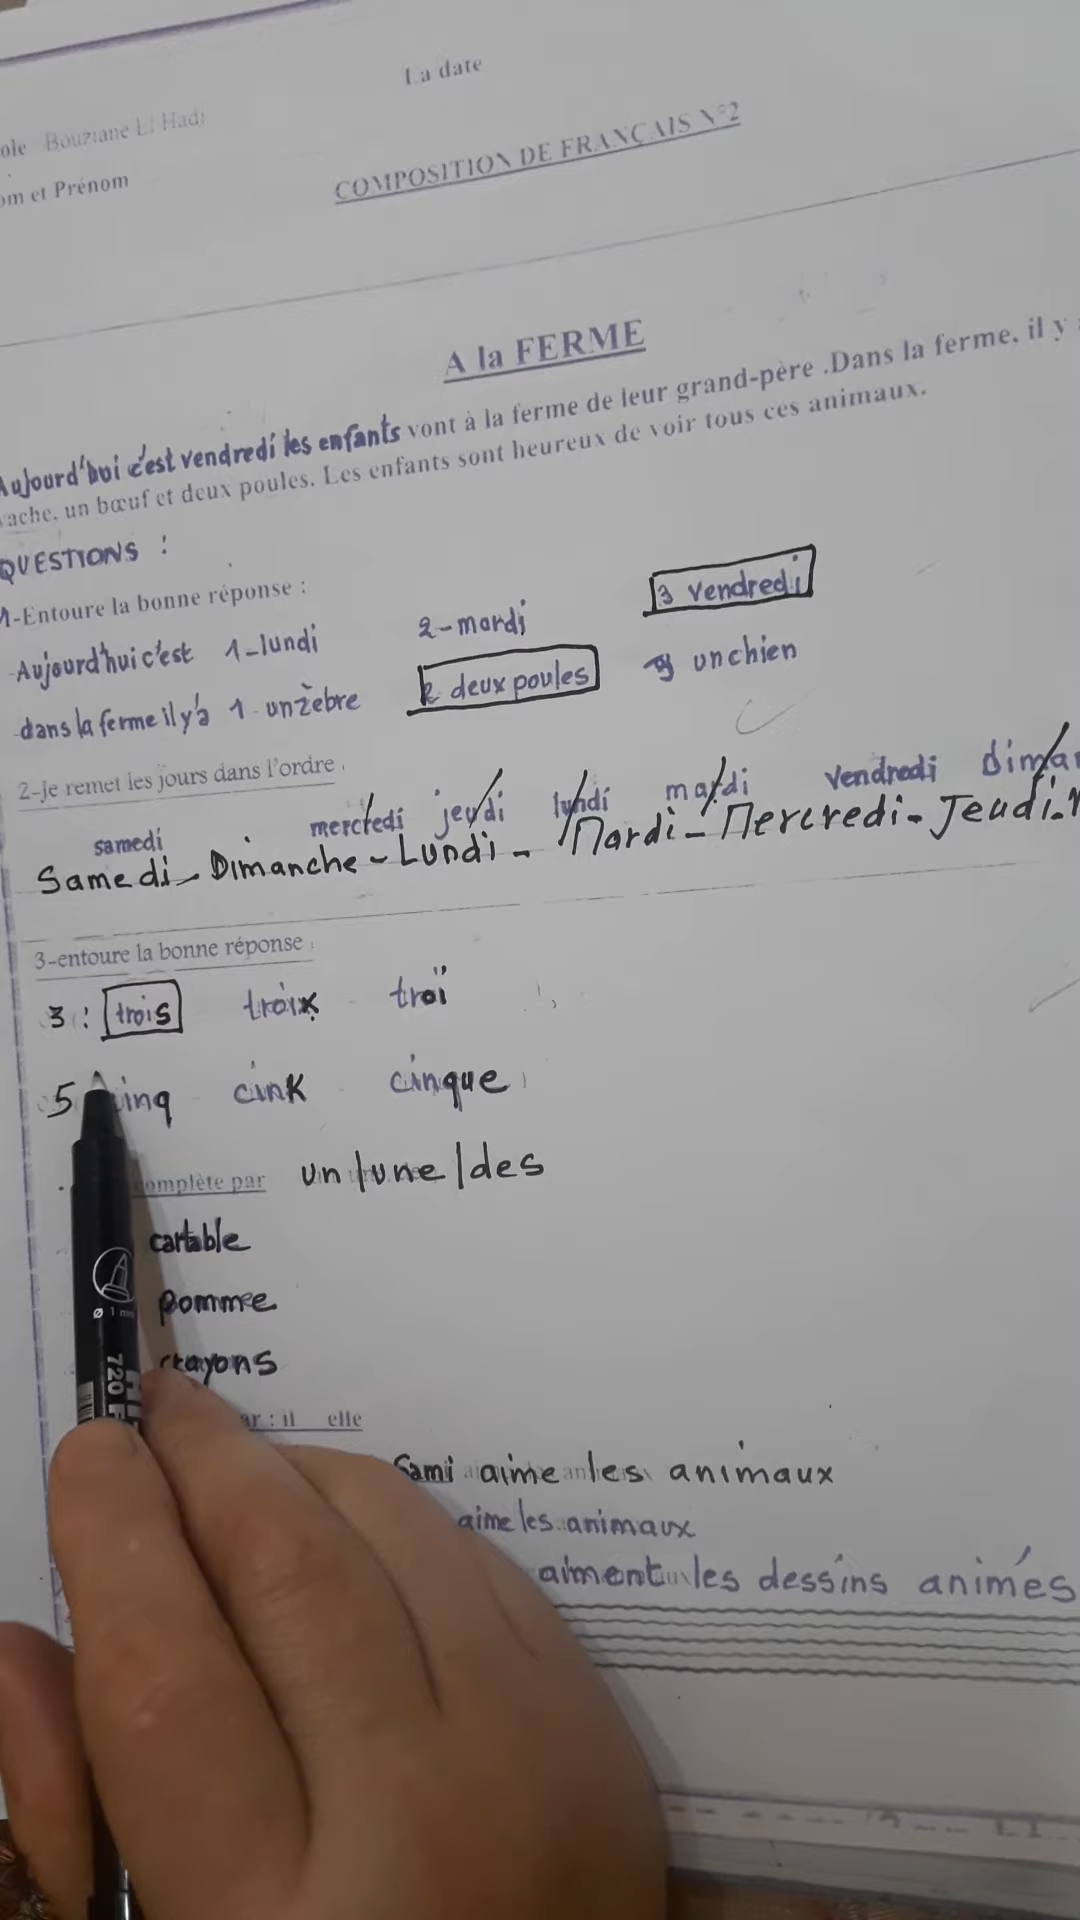 La date
ole Bouziane El Hadj
om et Prénom
COMPOSITION DE FRANÇAIS N°2
A la FERME
Aujourd'hui c'est vendredi les enfants vont à la ferme de leur grand-père .Dans la ferme, il y
vache, un bœuf et deux poules. Les enfants sont heureux de voir tous ces animaux.
QUESTIONS :
1-Entoure la bonne réponse :
-Aujourd'hui c'est 1-lundi 2-mardi 3 vendredi
-dans la ferme il y'a 1 un zèbre 2 deux poules 3 un chien
2-Je remet les jours dans l'ordre .
samedi mercredi jeudi lundi mardi vendredi diman
Samedi - Dimanche - Lundi - Mardi - Mercredi - Jeudi -
3-entoure la bonne réponse :
3 : trois troix troï
5 inq cink cinque
complète par un/une/des
cartable
pomme
crayons
ar : il elle
Sami aime les animaux
aime les animaux
aiment les dessins animés
720